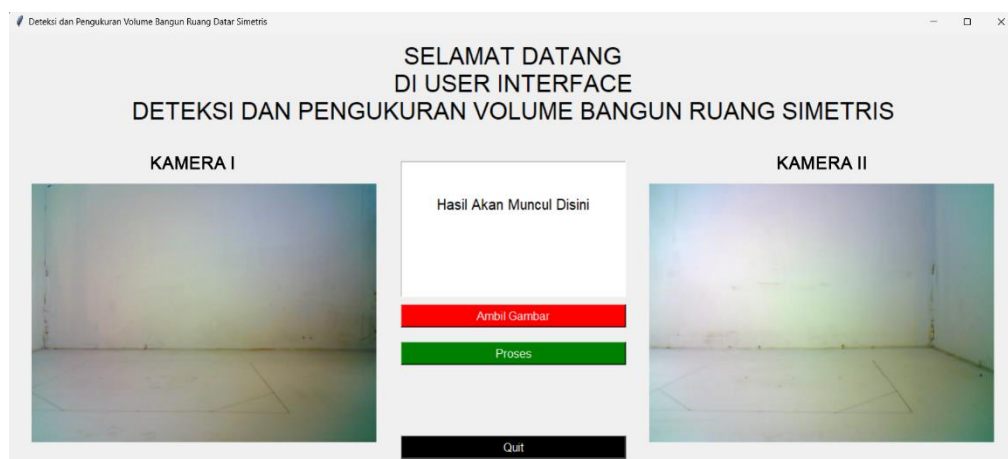 Deteksi dan Pengukuran Volume Bangun Ruang Datar Simetris
SELAMAT DATANG
DI USER INTERFACE
DETEKSI DAN PENGUKURAN VOLUME BANGUN RUANG SIMETRIS
KAMERA I
Hasil Akan Muncul Disini
Ambil Gambar
Proses
Quit
KAMERA II